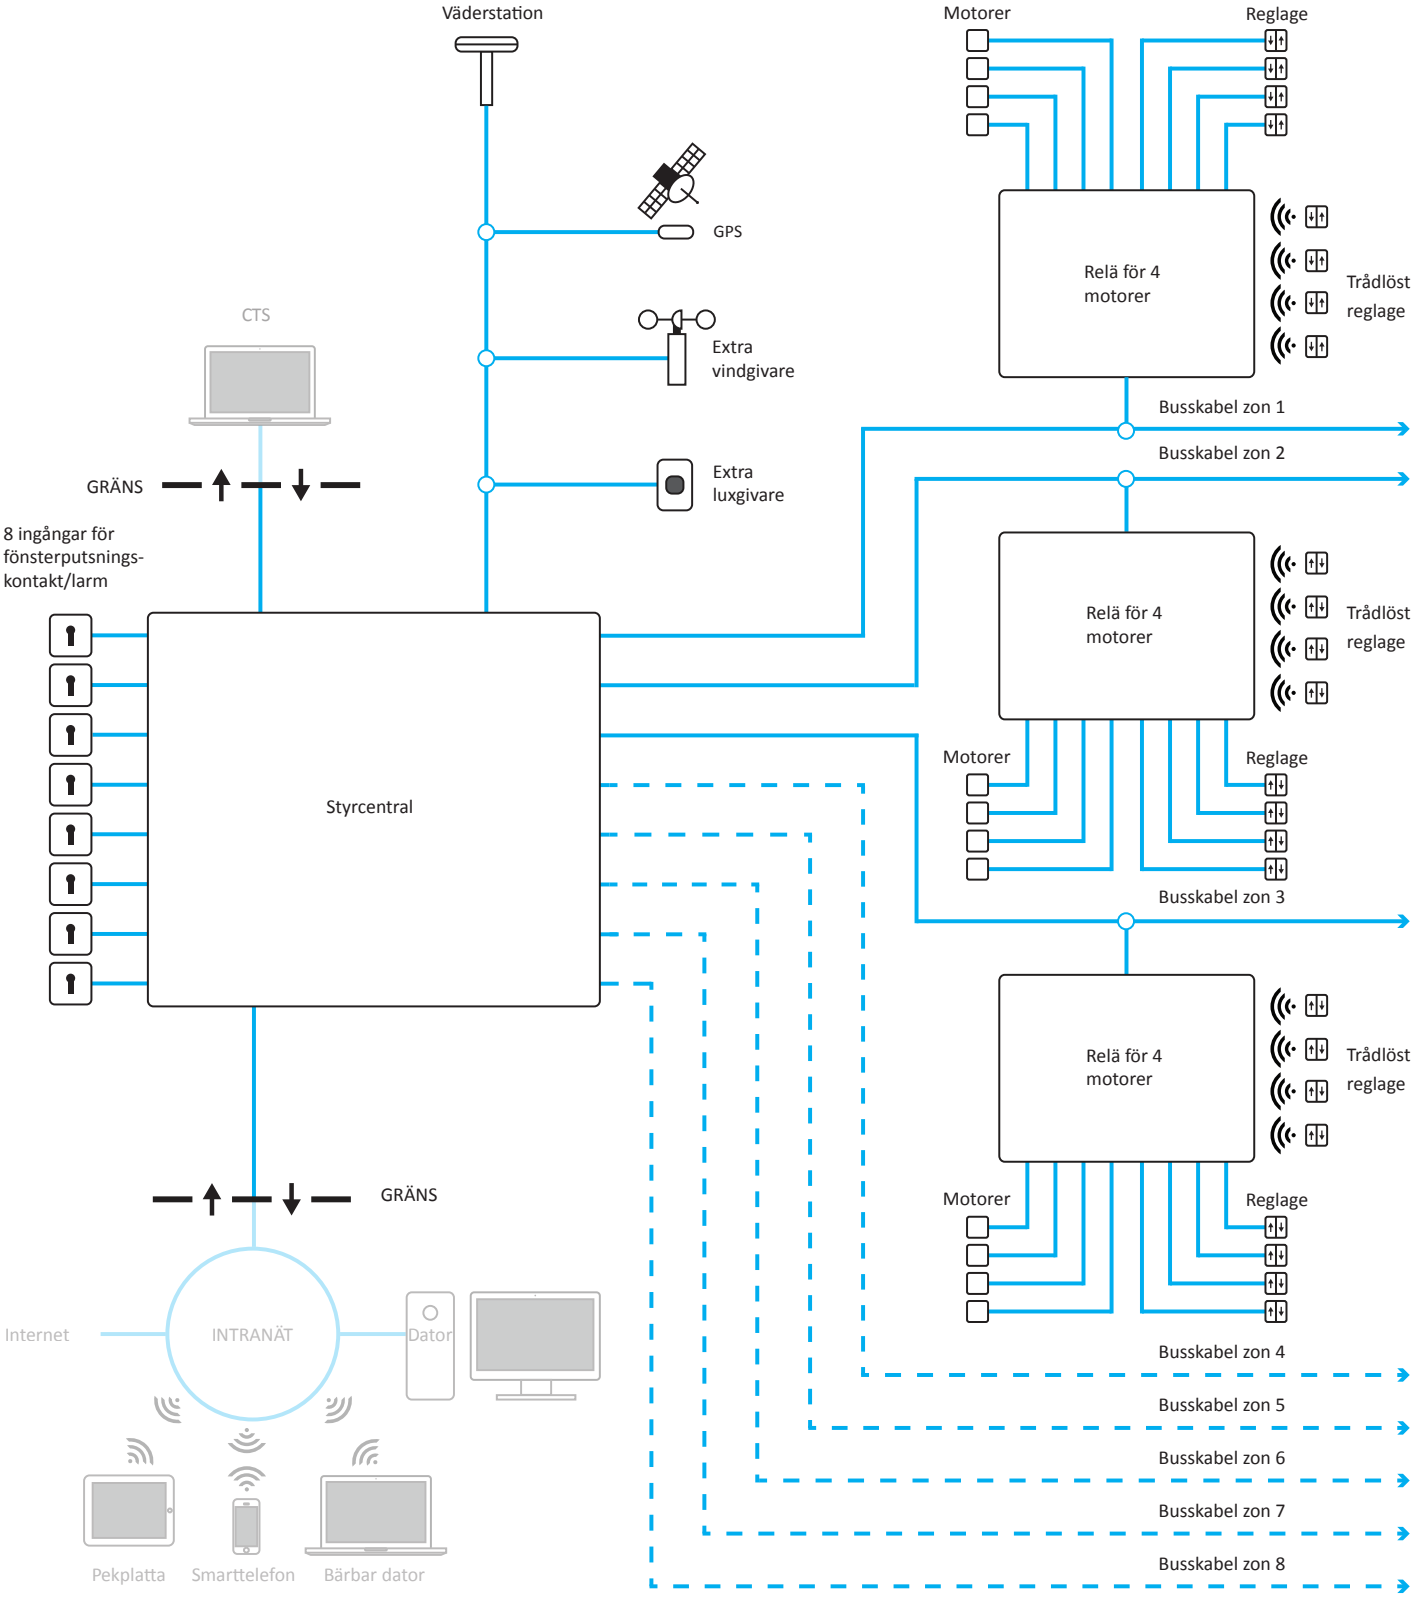 Väderstation
Motorer
Reglage
GPS
Relä för 4
motorer
Trådlöst
reglage
CTS
Extra
vindgivare
Busskabel zon 1
Busskabel zon 2
GRÄNS
Extra
luxgivare
8 ingångar för
fönsterputsnings-
kontakt/larm
Relä för 4
motorer
Trådlöst
reglage
Motorer
Reglage
Styrcentral
Busskabel zon 3
Relä för 4
motorer
Trådlöst
reglage
GRÄNS
Motorer
Reglage
Internet
INTRANÄT
Dator
Busskabel zon 4
Busskabel zon 5
Busskabel zon 6
Busskabel zon 7
Busskabel zon 8
Pekplatta
Smarttelefon
Bärbar dator